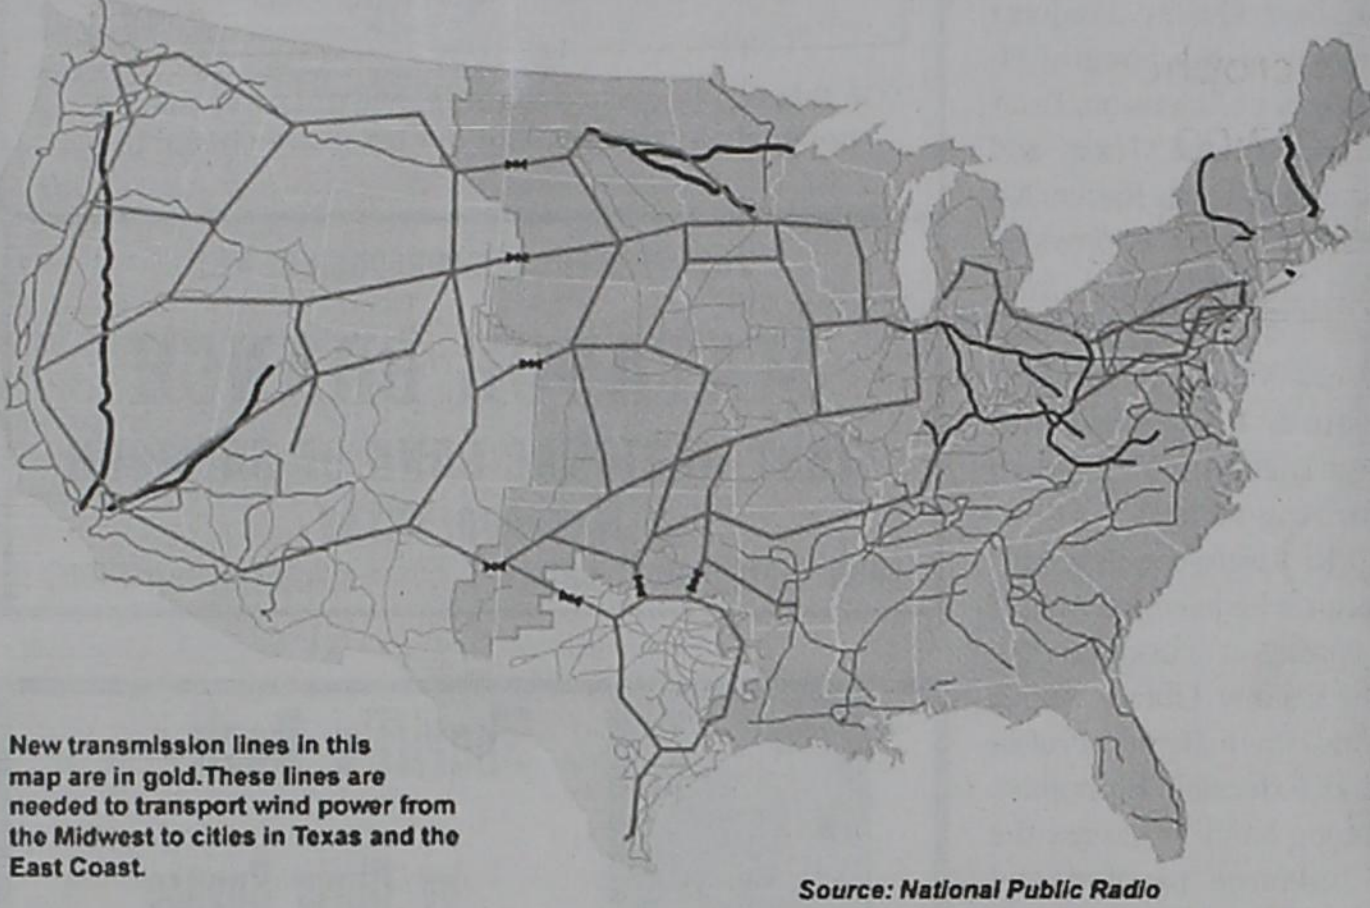 New transmission lines in this
map are in gold.These lines are
needed to transport wind power from
the Midwest to cities in Texas and the
East Coast.
Source: National Public Radio